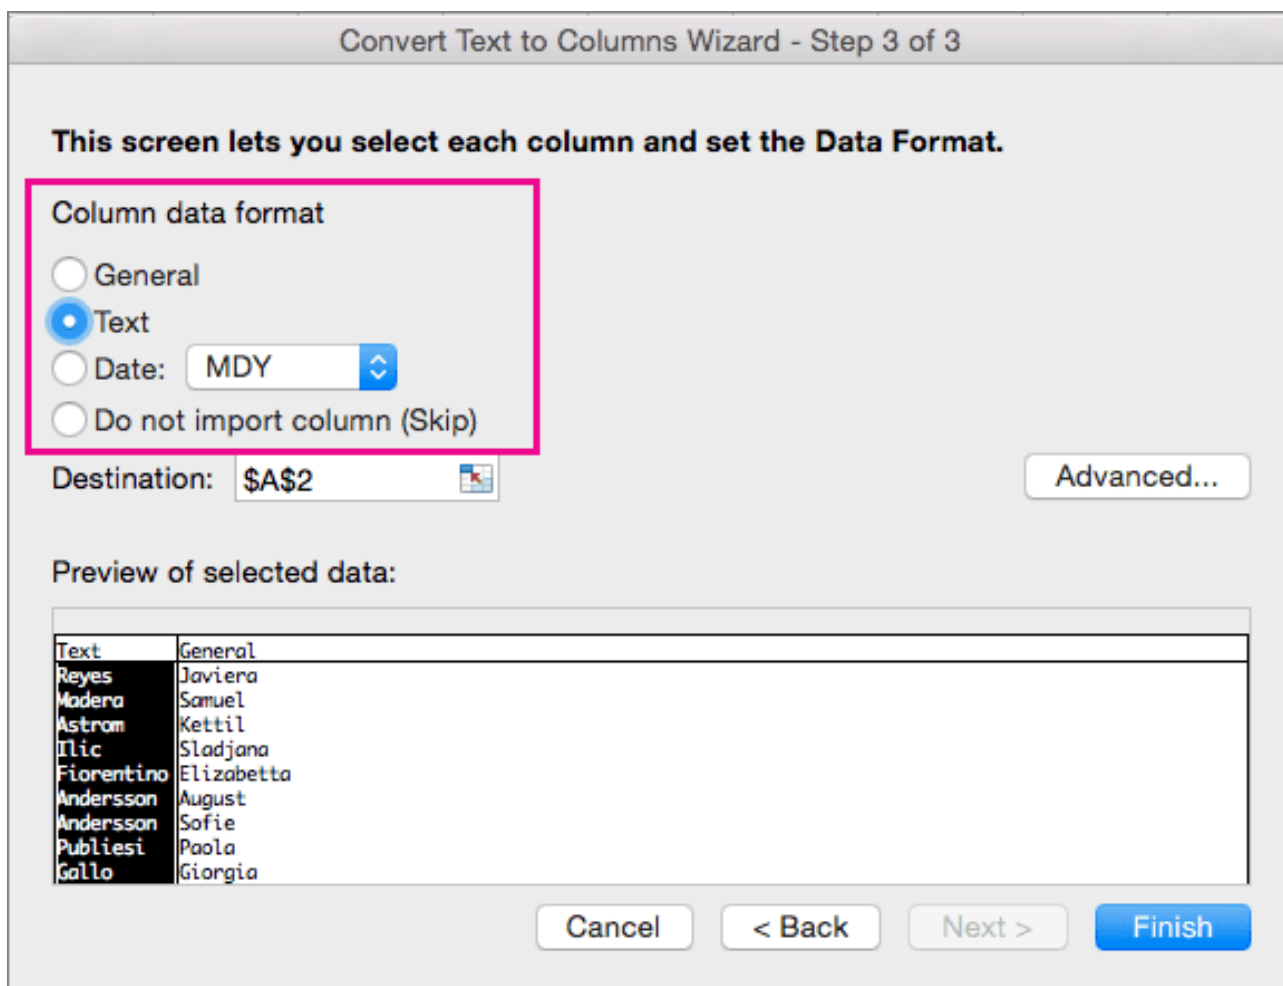 Convert Text to Columns Wizard - Step 3 of 3
This screen lets you select each column and set the Data Format.
Column data format
General
Text
Date: MDY
Do not import column (Skip)
Destination: $A$2
Advanced...
Preview of selected data:
Text General
Reyes Javiera
Madera Samuel
Astrom Kettil
Ilic Sladjana
Fiorentino Elizabetta
Andersson August
Andersson Sofie
Publiesi Paola
Gallo Giorgia
Cancel < Back Next > Finish